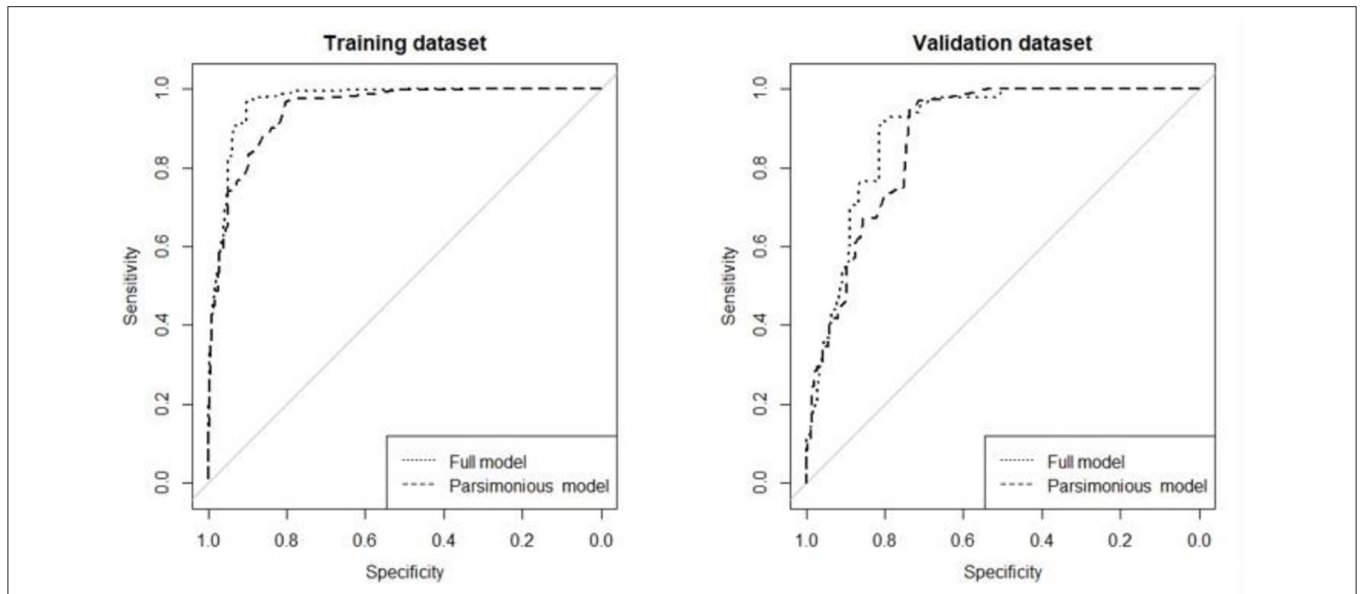 Training dataset
Sensitivity
1.0
0.8
0.6
0.4
0.2
0.0
Full model
Parsimonious model
1.0 0.8 0.6 0.4 0.2 0.0
Specificity
Validation dataset
Sensitivity
1.0
0.8
0.6
0.4
0.2
0.0
Full model
Parsimonious model
1.0 0.8 0.6 0.4 0.2 0.0
Specificity